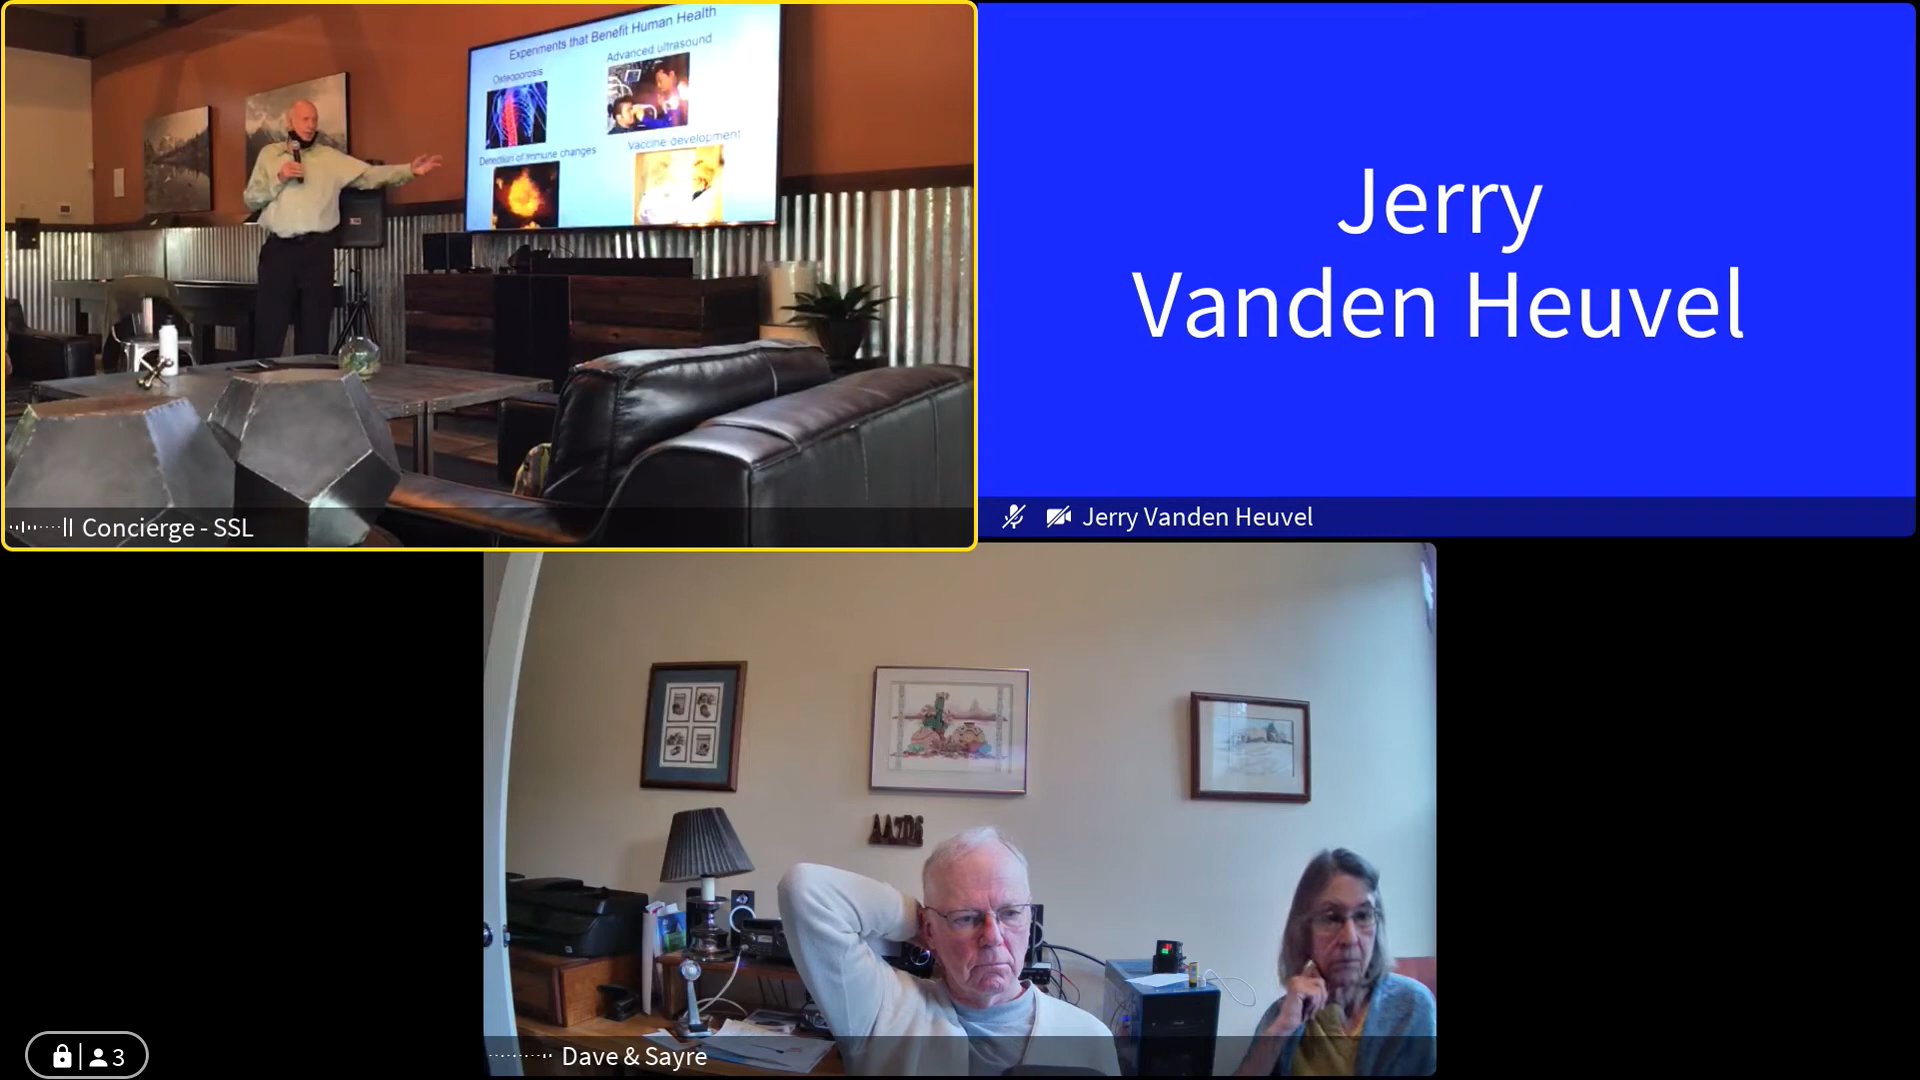 Experiments that Benefit Human Health
Osteoporosis
Advanced ultrasound
Detection of immune changes
Vaccine development
Concierge - SSL
Jerry
Vanden Heuvel
Jerry Vanden Heuvel
Dave & Sayre
3